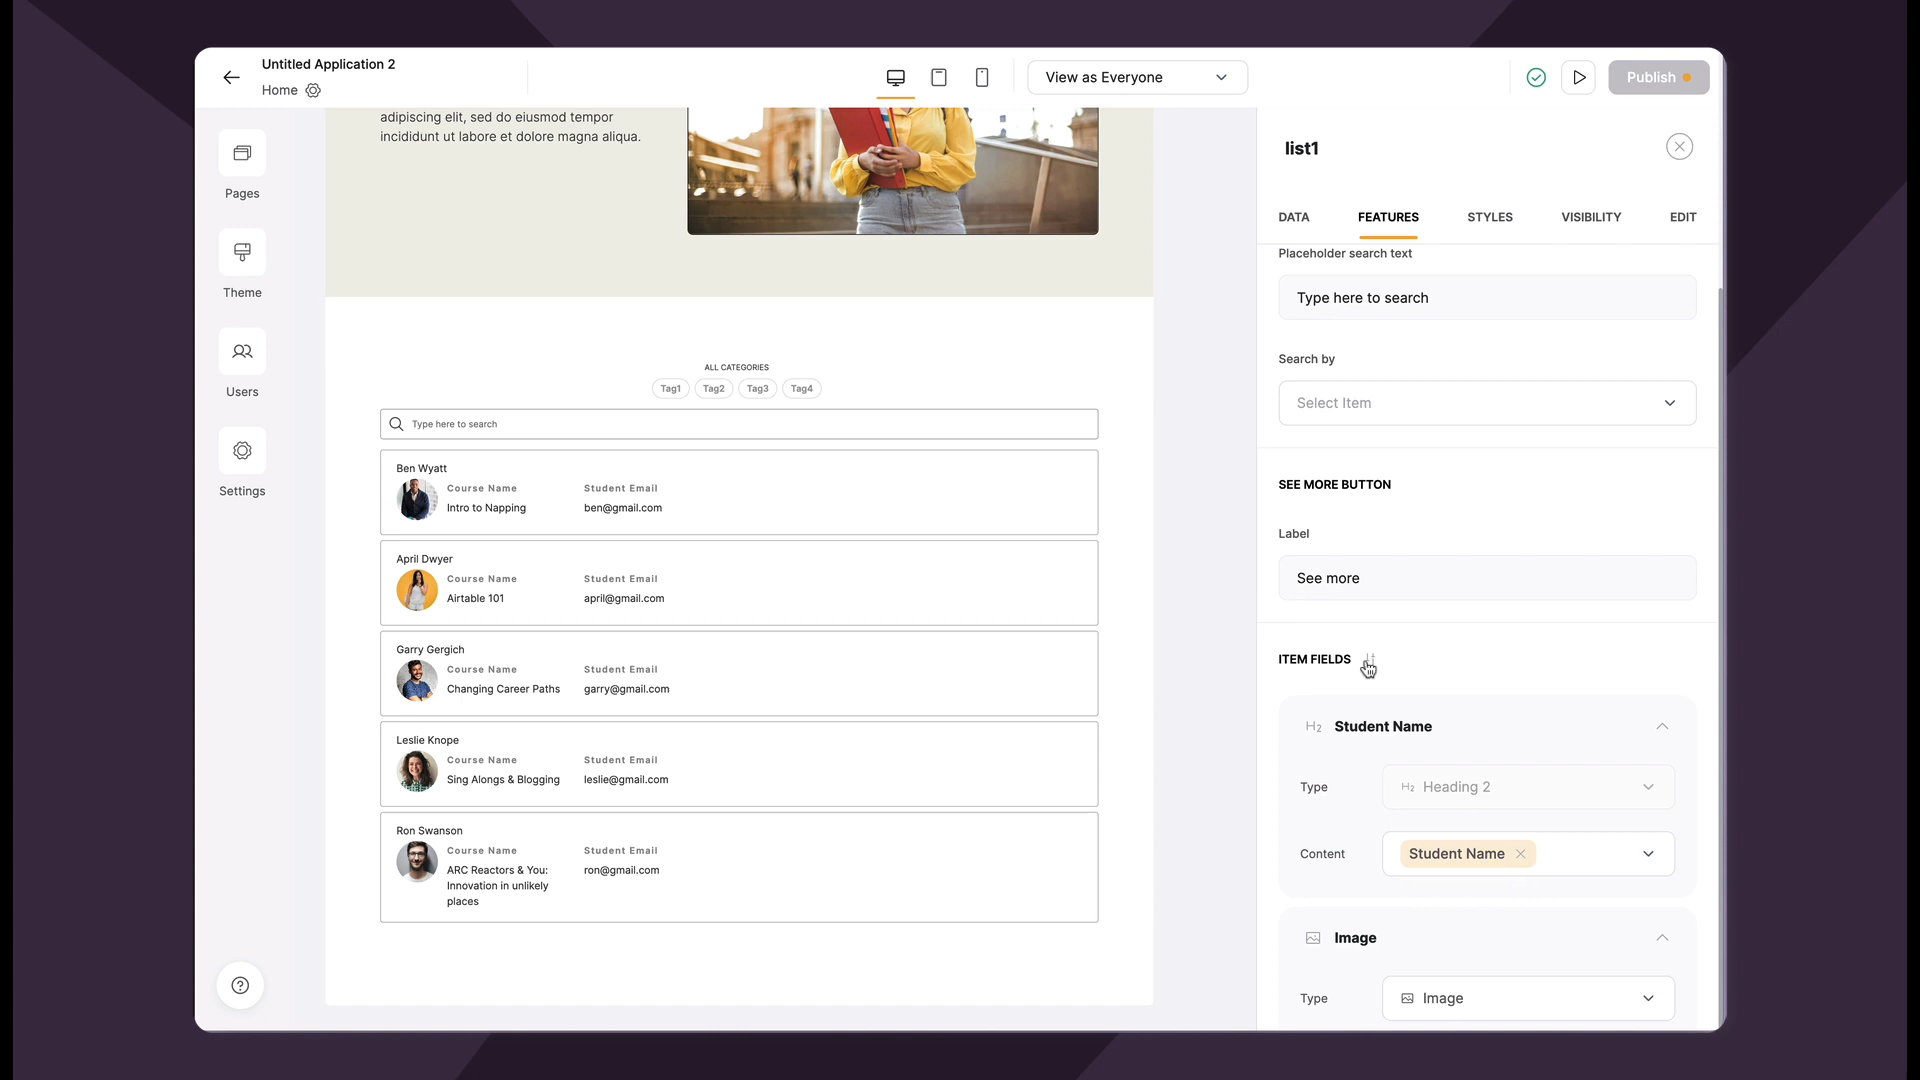 Untitled Application 2
Home
View as Everyone
Publish
Pages
Theme
Users
Settings
adipiscing elit, sed do eiusmod tempor
incididunt ut labore et dolore magna aliqua.
ALL CATEGORIES
Tag1 Tag2 Tag3 Tag4
Type here to search
Ben Wyatt
Course Name Student Email
Intro to Napping ben@gmail.com
April Dwyer
Course Name Student Email
Airtable 101 april@gmail.com
Garry Gergich
Course Name Student Email
Changing Career Paths garry@gmail.com
Leslie Knope
Course Name Student Email
Sing Alongs & Blogging leslie@gmail.com
Ron Swanson
Course Name Student Email
ARC Reactors & You: ron@gmail.com
Innovation in unlikely
places
list1
DATA FEATURES STYLES VISIBILITY EDIT
Placeholder search text
Type here to search
Search by
Select Item
SEE MORE BUTTON
Label
See more
ITEM FIELDS
H2 Student Name
Type H2 Heading 2
Content Student Name
Image
Type Image